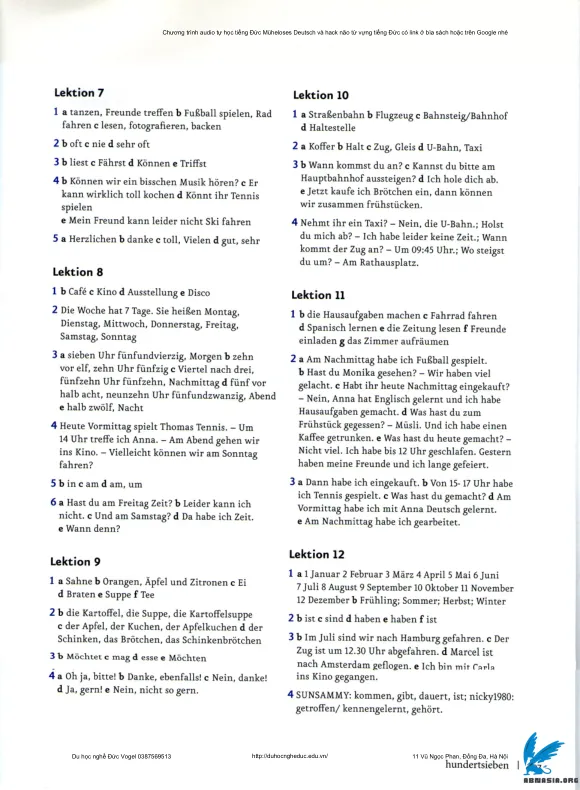 Chương trình audio tự học tiếng Đức Müheloses Deutsch và hack não từ vựng tiếng Đức có link ở bìa sách hoặc trên Google nhé
Lektion 7
1 a tanzen, Freunde treffen b Fußball spielen, Rad
fahren c lesen, fotografieren, backen
2 b oft c nie d sehr oft
3 b liest c Fährst d Können e Triffst
4 b Können wir ein bisschen Musik hören? c Er
kann wirklich toll kochen d Könnt ihr Tennis
spielen
e Mein Freund kann leider nicht Ski fahren
5 a Herzlichen b danke c toll, Vielen d gut, sehr
Lektion 8
1 b Café c Kino d Ausstellung e Disco
2 Die Woche hat 7 Tage. Sie heißen Montag,
Dienstag, Mittwoch, Donnerstag, Freitag,
Samstag, Sonntag
3 a sieben Uhr fünfundvierzig, Morgen b zehn
vor elf, zehn Uhr fünfzig c Viertel nach drei,
fünfzehn Uhr fünfzehn, Nachmittag d fünf vor
halb acht, neunzehn Uhr fünfundzwanzig, Abend
e halb zwölf, Nacht
4 Heute Vormittag spielt Thomas Tennis. – Um
14 Uhr treffe ich Anna. – Am Abend gehen wir
ins Kino. – Vielleicht können wir am Sonntag
fahren?
5 b in c am d am, um
6 a Hast du am Freitag Zeit? b Leider kann ich
nicht. c Und am Samstag? d Da habe ich Zeit.
e Wann denn?
Lektion 9
1 a Sahne b Orangen, Äpfel und Zitronen c Ei
d Braten e Suppe f Tee
2 b die Kartoffel, die Suppe, die Kartoffelsuppe
c der Apfel, der Kuchen, der Apfelkuchen d der
Schinken, das Brötchen, das Schinkenbrötchen
3 b Möchtet c mag d esse e Möchten
4 a Oh ja, bitte! b Danke, ebenfalls! c Nein, danke!
d Ja, gern! e Nein, nicht so gern.
Lektion 10
1 a Straßenbahn b Flugzeug c Bahnsteig/Bahnhof
d Haltestelle
2 a Koffer b Halt c Zug, Gleis d U-Bahn, Taxi
3 b Wann kommst du an? c Kannst du bitte am
Hauptbahnhof aussteigen? d Ich hole dich ab.
e Jetzt kaufe ich Brötchen ein, dann können
wir zusammen frühstücken.
4 Nehmt ihr ein Taxi? – Nein, die U-Bahn.; Holst
du mich ab? – Ich habe leider keine Zeit.; Wann
kommt der Zug an? – Um 09:45 Uhr.; Wo steigst
du um? – Am Rathausplatz.
Lektion 11
1 b die Hausaufgaben machen c Fahrrad fahren
d Spanisch lernen e die Zeitung lesen f Freunde
einladen g das Zimmer aufräumen
2 a Am Nachmittag habe ich Fußball gespielt.
b Hast du Monika gesehen? – Wir haben viel
gelacht. c Habt ihr heute Nachmittag eingekauft?
– Nein, Anna hat Englisch gelernt und ich habe
Hausaufgaben gemacht. d Was hast du zum
Frühstück gegessen? – Müsli. Und ich habe einen
Kaffee getrunken. e Was hast du heute gemacht? –
Nicht viel. Ich habe bis 12 Uhr geschlafen. Gestern
haben meine Freunde und ich lange gefeiert.
3 a Dann habe ich eingekauft. b Von 15-17 Uhr habe
ich Tennis gespielt. c Was hast du gemacht? d Am
Vormittag habe ich mit Anna Deutsch gelernt.
e Am Nachmittag habe ich gearbeitet.
Lektion 12
1 a 1 Januar 2 Februar 3 März 4 April 5 Mai 6 Juni
7 Juli 8 August 9 September 10 Oktober 11 November
12 Dezember b Frühling; Sommer; Herbst; Winter
2 b ist c sind d haben e haben f ist
3 b Im Juli sind wir nach Hamburg gefahren. c Der
Zug ist um 12.30 Uhr abgefahren. d Marcel ist
nach Amsterdam geflogen. e Ich bin mit Carla
ins Kino gegangen.
4 SUNSAMMY: kommen, gibt, dauert, ist; nicky1980:
getroffen/ kennengelernt, gehört.
Du học nghề Đức Vogel 0387569513
http://duhocngheduc.edu.vn/
11 Vũ Ngọc Phan, Đống Đa, Hà Nội
hundertsieben
ABNASIA.ORG